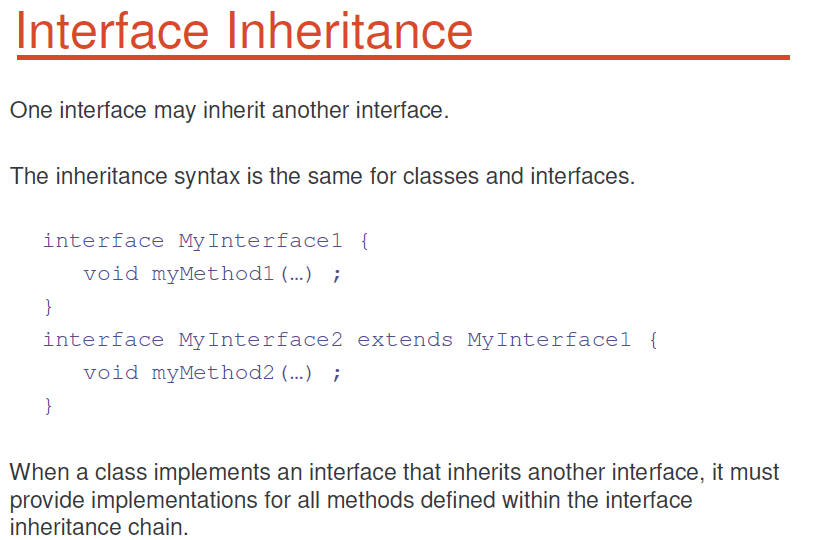 Interface Inheritance
One interface may inherit another interface.
The inheritance syntax is the same for classes and interfaces.
interface MyInterface1 {
void myMethod1(…) ;
}
interface MyInterface2 extends MyInterface1 {
void myMethod2(…) ;
}
When a class implements an interface that inherits another interface, it must
provide implementations for all methods defined within the interface
inheritance chain.